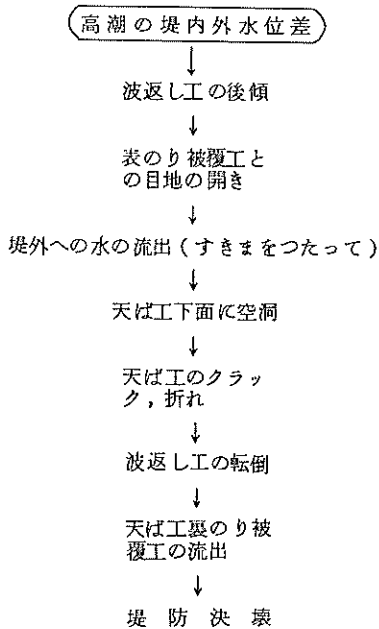 高潮の堤内外水位差
↓
波返し工の後傾
↓
表のり被覆工と
の目地の開き
↓
堤外への水の流出(すきまをつたって)
↓
天ば工下面に空洞
↓
天ば工のクラッ
ク,折れ
↓
波返し工の転倒
↓
天ば工裏のり被
覆工の流出
↓
堤防決壊